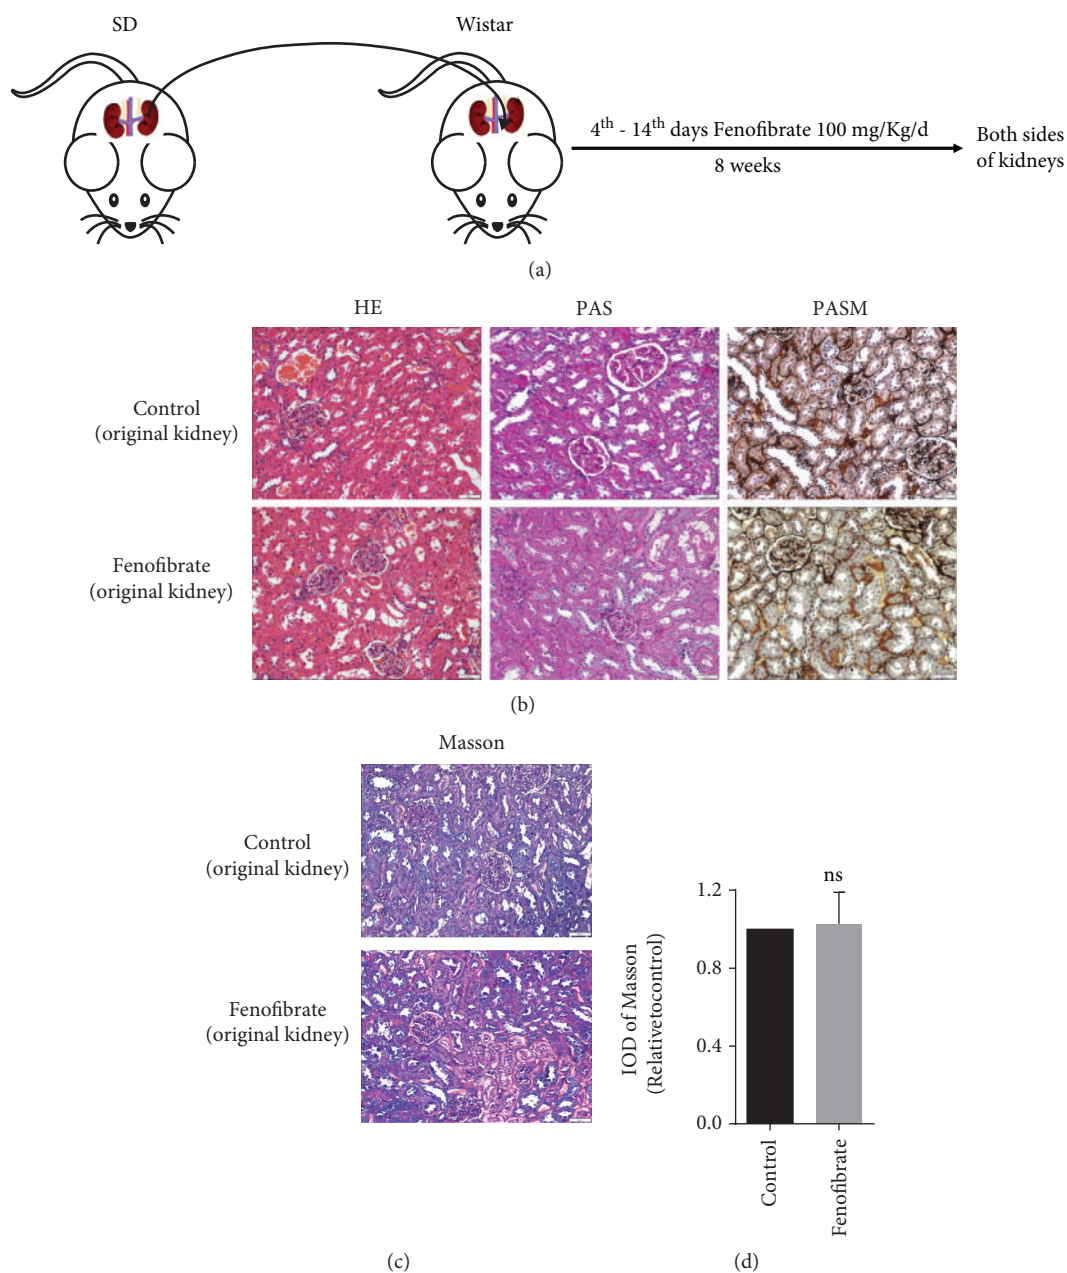 SD
Wistar
4th - 14th days Fenofibrate 100 mg/Kg/d
8 weeks
Both sides
of kidneys
(a)
HE
PAS
PASM
Control
(original kidney)
Fenofibrate
(original kidney)
(b)
Masson
Control
(original kidney)
Fenofibrate
(original kidney)
(c)
ns
1.2
0.8
0.4
0.0
IOD of Masson
(Relativetocontrol)
Control
Fenofibrate
(d)